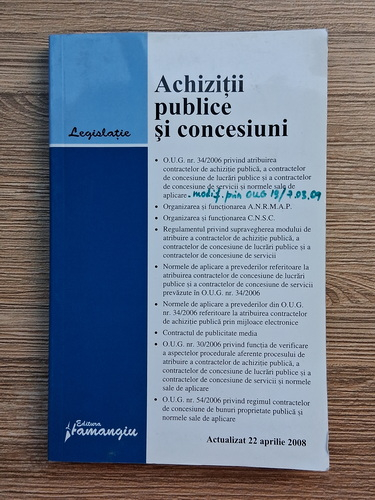 Legislație
Achiziții
publice
și concesiuni
• O.U.G. nr. 34/2006 privind atribuirea
contractelor de achiziție publică, a contractelor
de concesiune de lucrări publice și a contractelor
de concesiune de servicii și normele sale de
aplicare - modif. prin OUG 19/7.03.09
• Organizarea și funcționarea A.N.R.M.A.P.
• Organizarea și funcționarea C.N.S.C.
• Regulamentul privind supravegherea modului de
atribuire a contractelor de achiziție publică, a
contractelor de concesiune de lucrări publice și a
contractelor de concesiune de servicii
• Normele de aplicare a prevederilor referitoare la
atribuirea contractelor de concesiune de lucrări
publice și a contractelor de concesiune de servicii
prevăzute în O.U.G. nr. 34/2006
• Normele de aplicare a prevederilor din O.U.G.
nr. 34/2006 referitoare la atribuirea contractelor
de achiziție publică prin mijloace electronice
• Contractul de publicitate media
• O.U.G. nr. 30/2006 privind funcția de verificare
a aspectelor procedurale aferente procesului de
atribuire a contractelor de achiziție publică, a
contractelor de concesiune de lucrări publice și a
contractelor de concesiune de servicii și normele
sale de aplicare
• O.U.G. nr. 54/2006 privind regimul contractelor
de concesiune de bunuri proprietate publică și
normele sale de aplicare
Editura
hamangiu
Actualizat 22 aprilie 2008